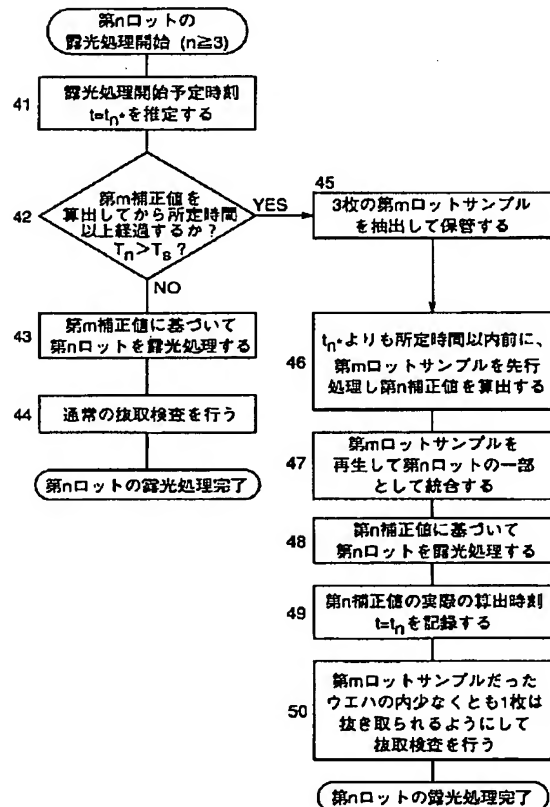 第nロットの
露光処理開始 (n≧3)
41
露光処理開始予定時刻
t=tn*を推定する
42
第m補正値を
算出してから所定時間
以上経過するか?
Tn>Ts ?
YES
NO
43
第m補正値に基づいて
第nロットを露光処理する
44
通常の抜取検査を行う
第nロットの露光処理完了
45
3枚の第mロットサンプル
を抽出して保管する
46
tn*よりも所定時間以内前に、
第mロットサンプルを先行
処理し第n補正値を算出する
47
第mロットサンプルを
再生して第nロットの一部
として統合する
48
第n補正値に基づいて
第nロットを露光処理する
49
第n補正値の実際の算出時刻
t=tnを記録する
50
第mロットサンプルだった
ウエハの内少なくとも1枚は
抜き取られるようにして
抜取検査を行う
第nロットの露光処理完了